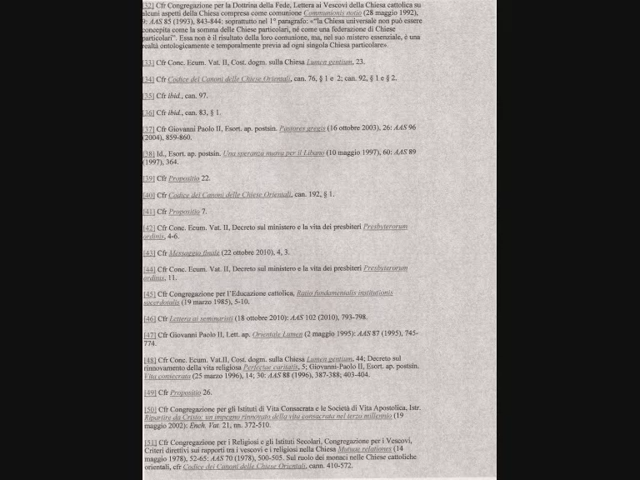 [32] Cfr Congregazione per la Dottrina della Fede, Lettera ai Vescovi della Chiesa cattolica su
alcuni aspetti della Chiesa compresa come comunione Communionis notio (28 maggio 1992),
9: AAS 85 (1993), 843-844; soprattutto nel 1° paragrafo: «"la Chiesa universale non può essere
concepita come la somma delle Chiese particolari, né come una federazione di Chiese
particolari". Essa non è il risultato della loro comunione, ma, nel suo mistero essenziale, è una
realtà ontologicamente e temporalmente previa ad ogni singola Chiesa particolare».
[33] Cfr Conc. Ecum. Vat. II, Cost. dogm. sulla Chiesa Lumen gentium, 23.
[34] Cfr Codice dei Canoni delle Chiese Orientali, can. 76, § 1 e 2; can. 92, § 1 e § 2.
[35] Cfr ibid., can. 97.
[36] Cfr ibid., can. 83, § 1.
[37] Cfr Giovanni Paolo II, Esort. ap. postsin. Pastores gregis (16 ottobre 2003), 26: AAS 96
(2004), 859-860.
[38] Id., Esort. ap. postsin. Una speranza nuova per il Libano (10 maggio 1997), 60: AAS 89
(1997), 364.
[39] Cfr Propositio 22.
[40] Cfr Codice dei Canoni delle Chiese Orientali, can. 192, § 1.
[41] Cfr Propositio 7.
[42] Cfr Conc. Ecum. Vat. II, Decreto sul ministero e la vita dei presbiteri Presbyterorum
ordinis, 4-6.
[43] Cfr Messaggio finale (22 ottobre 2010), 4, 3.
[44] Cfr Conc. Ecum. Vat. II, Decreto sul ministero e la vita dei presbiteri Presbyterorum
ordinis, 11.
[45] Cfr Congregazione per l'Educazione cattolica, Ratio fundamentalis institutionis
sacerdotalis (19 marzo 1985), 5-10.
[46] Cfr Lettera ai seminaristi (18 ottobre 2010): AAS 102 (2010), 793-798.
[47] Cfr Giovanni Paolo II, Lett. ap. Orientale Lumen (2 maggio 1995): AAS 87 (1995), 745-
774.
[48] Cfr Conc. Ecum. Vat.II, Cost. dogm. sulla Chiesa Lumen gentium, 44; Decreto sul
rinnovamento della vita religiosa Perfectae caritatis, 5; Giovanni Paolo II, Esort. ap. postsin.
Vita consecrata (25 marzo 1996), 14; 30: AAS 88 (1996), 387-388; 403-404.
[49] Cfr Propositio 26.
[50] Cfr Congregazione per gli Istituti di Vita Consacrata e le Società di Vita Apostolica, Istr.
Ripartire da Cristo: un impegno rinnovato della vita consacrata nel terzo millennio (19
maggio 2002): Ench. Vat. 21, nn. 372-510.
[51] Cfr Congregazione per i Religiosi e gli Istituti Secolari, Congregazione per i Vescovi,
Criteri direttivi sui rapporti tra i vescovi e i religiosi nella Chiesa Mutuae relationes (14
maggio 1978), 52-65: AAS 70 (1978), 500-505. Sul ruolo dei monaci nelle Chiese cattoliche
orientali, cfr Codice dei Canoni delle Chiese Orientali, cann. 410-572.